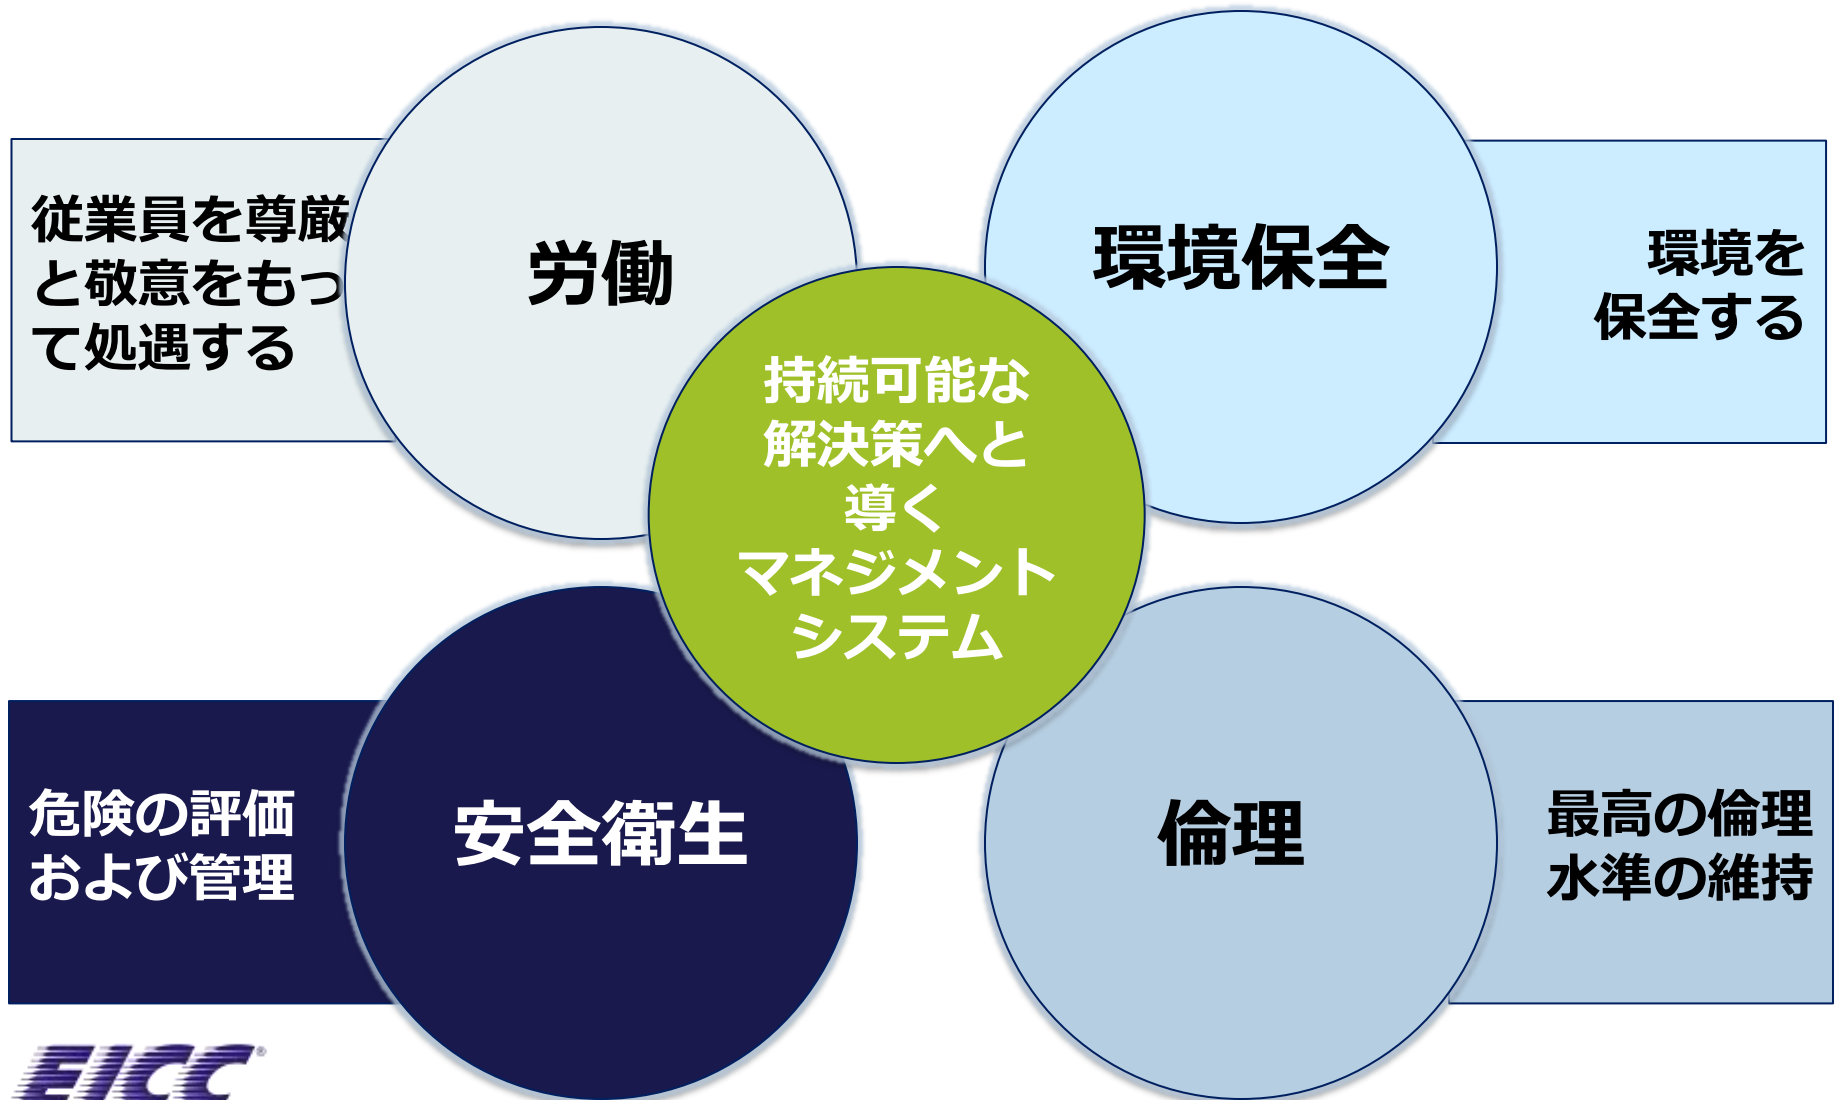 従業員を尊厳
と敬意をもっ
て処遇する
労働
環境保全
環境を
保全する
持続可能な
解決策へと
導く
マネジメント
システム
危険の評価
および管理
安全衛生
倫理
最高の倫理
水準の維持
EICC®